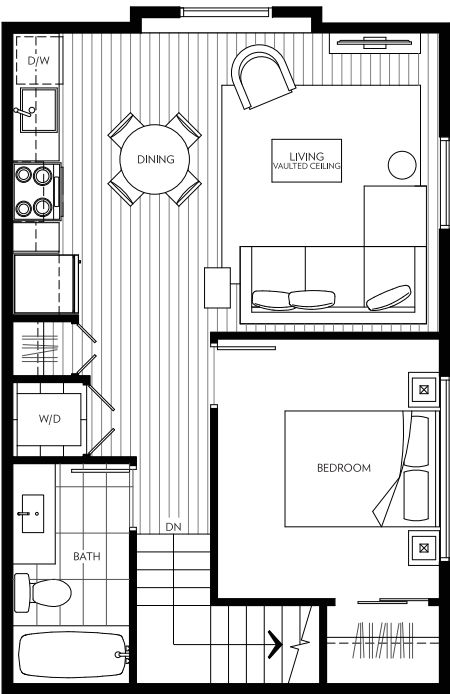 D/W
DINING
LIVING
VAULTED CEILING
W/D
BEDROOM
DN
BATH